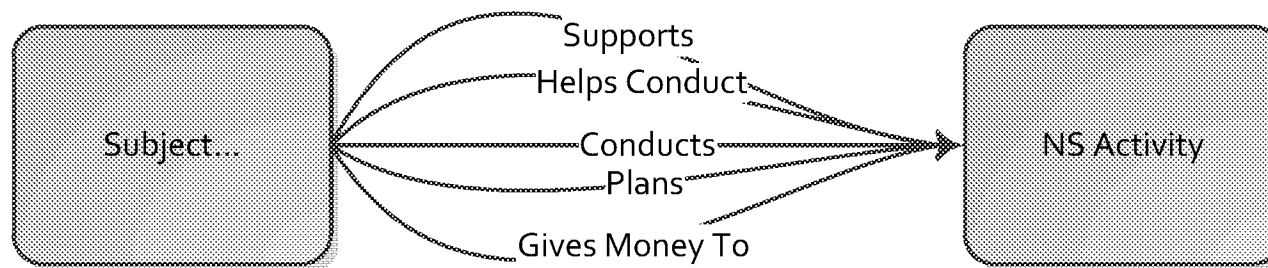 Supports
Helps Conduct
Subject...
Conducts
NS Activity
Plans
Gives Money To